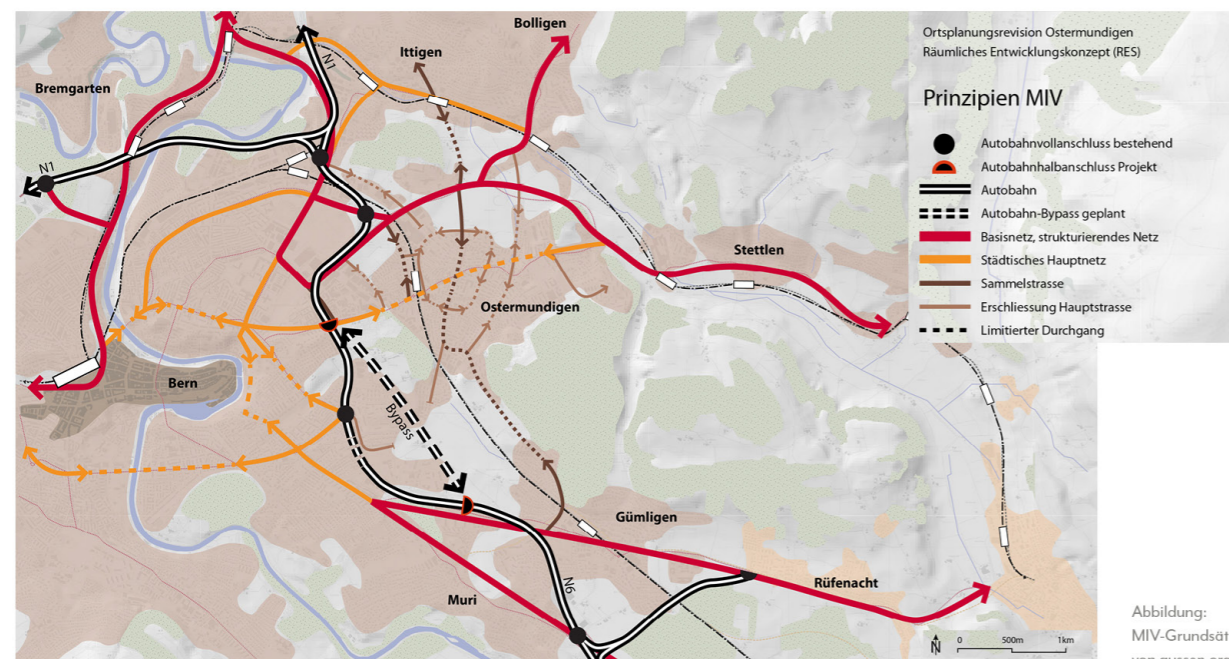 Ortsplanungsrevision Ostermundigen
Räumliches Entwicklungskonzept (RES)
Prinzipien MIV
Autobahnvollanschluss bestehend
Autobahnhalbanschluss Projekt
Autobahn
Autobahn-Bypass geplant
Basisnetz, strukturierendes Netz
Städtisches Hauptnetz
Sammelstrasse
Erschliessung Hauptstrasse
Limitierter Durchgang
Bolligen
Ittigen
N1
Bremgarten
N1
Stettlen
Ostermundigen
Bern
Bypass
Gümligen
N6
Rüfenacht
Muri
N
0 500m 1km
Abbildung:
MIV-Grundsät